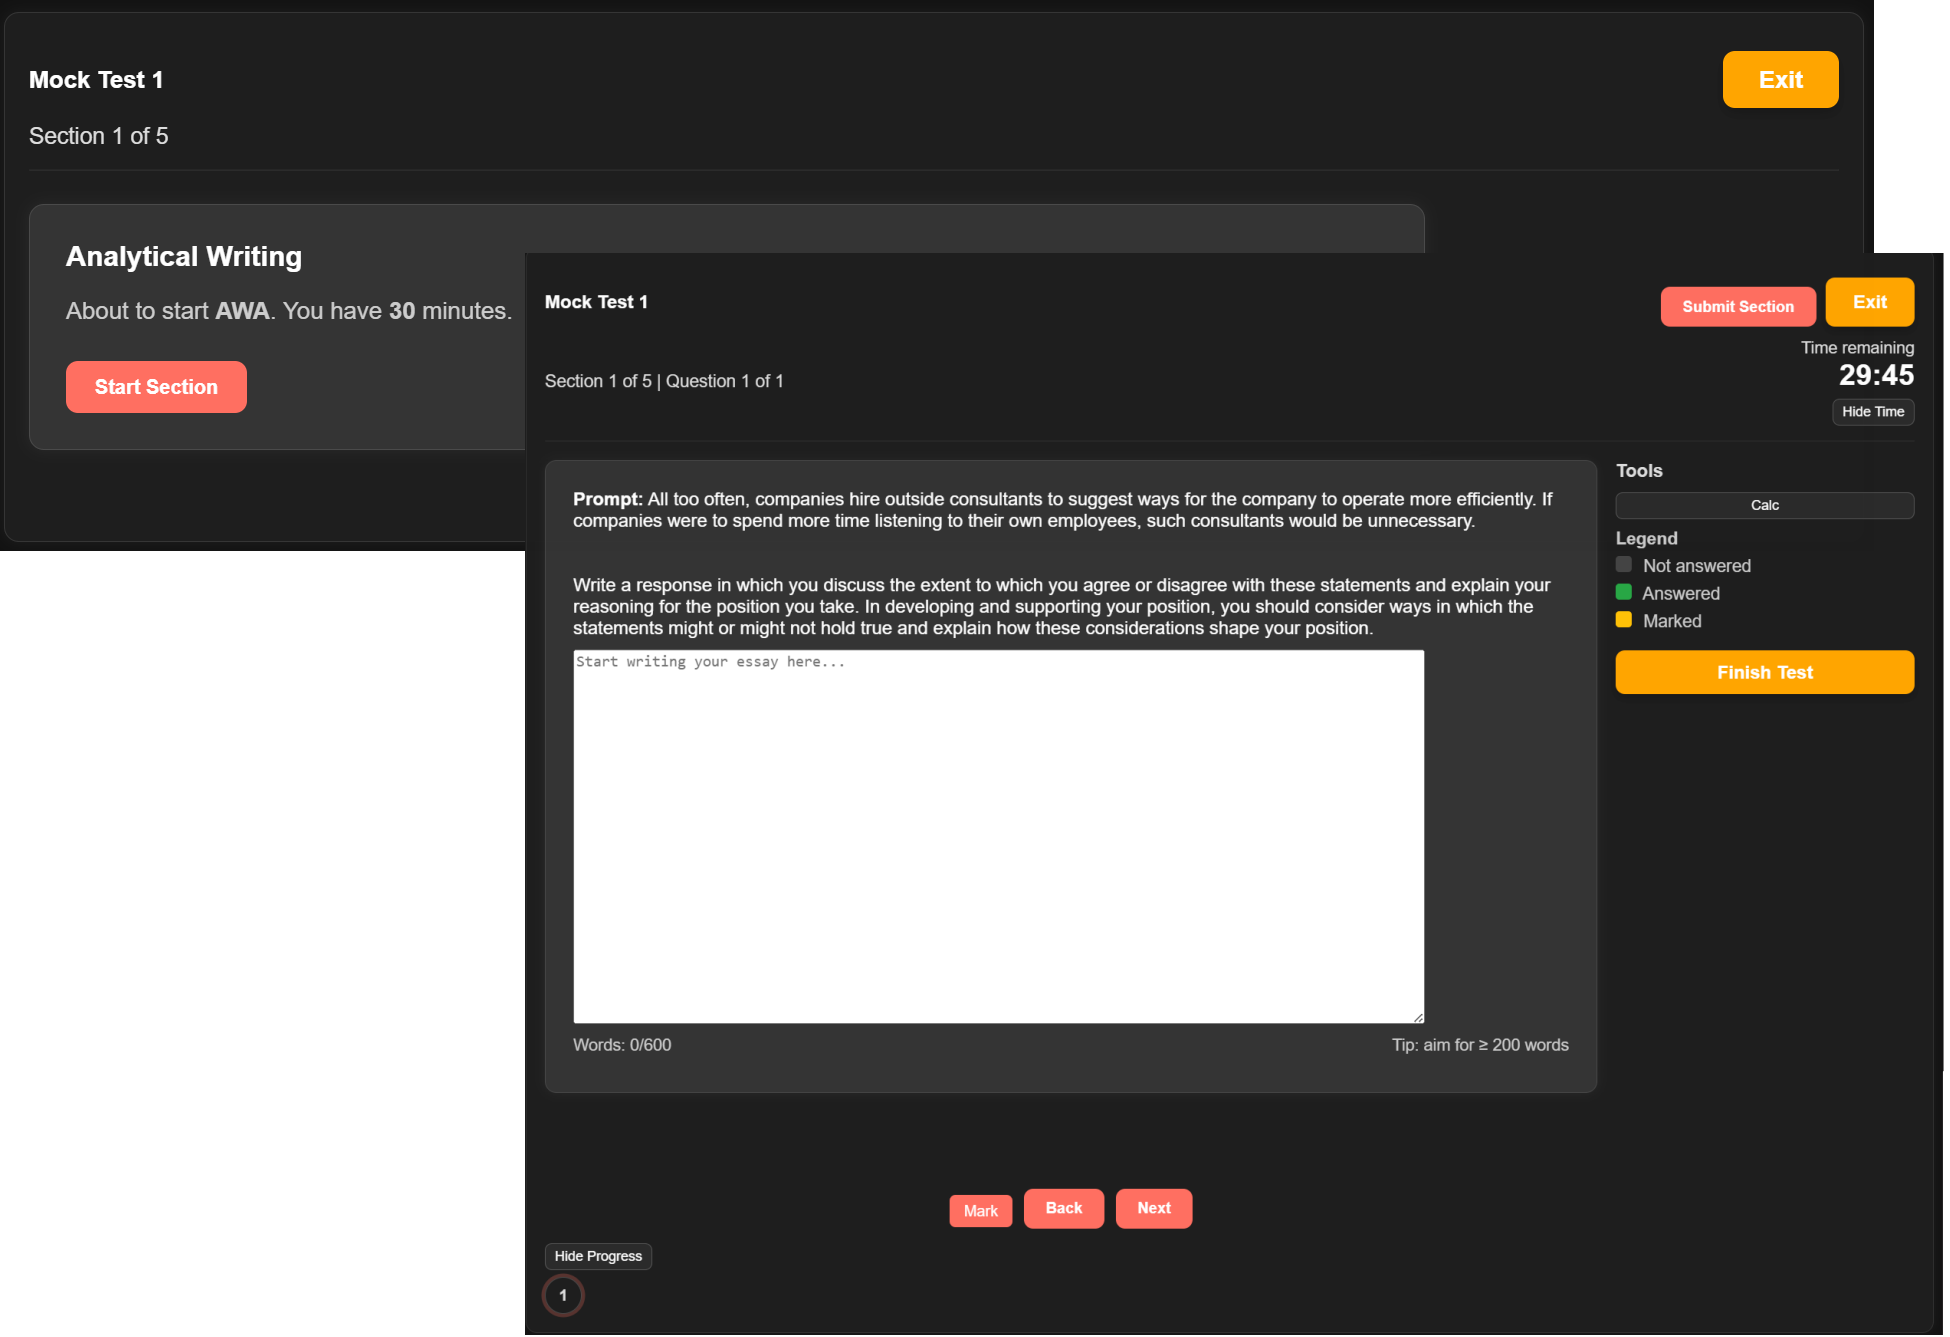 Mock Test 1
Exit
Section 1 of 5
Analytical Writing
About to start AWA. You have 30 minutes.
Start Section
Mock Test 1
Submit Section
Exit
Time remaining
29:45
Section 1 of 5 | Question 1 of 1
Hide Time
Prompt: All too often, companies hire outside consultants to suggest ways for the company to operate more efficiently. If
companies were to spend more time listening to their own employees, such consultants would be unnecessary.
Write a response in which you discuss the extent to which you agree or disagree with these statements and explain your
reasoning for the position you take. In developing and supporting your position, you should consider ways in which the
statements might or might not hold true and explain how these considerations shape your position.
Start writing your essay here...
Words: 0/600
Tip: aim for ≥ 200 words
Tools
Calc
Legend
Not answered
Answered
Marked
Finish Test
Mark
Back
Next
Hide Progress
1